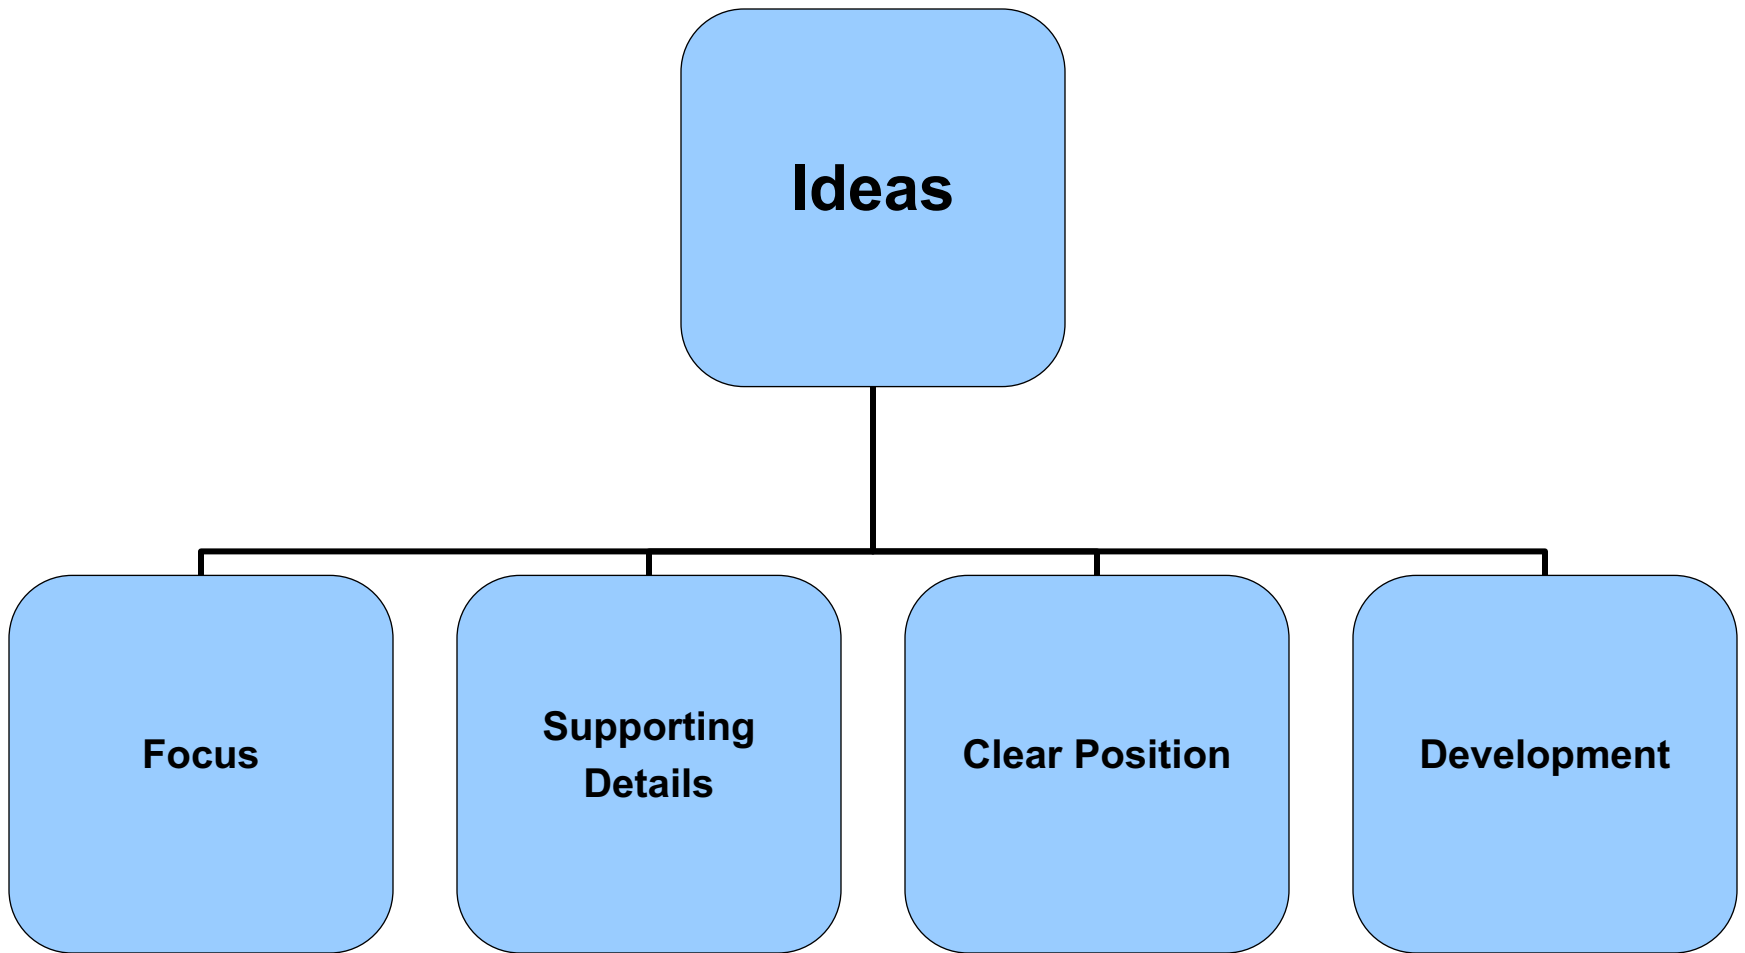 Ideas
Focus
Supporting
Details
Clear Position
Development